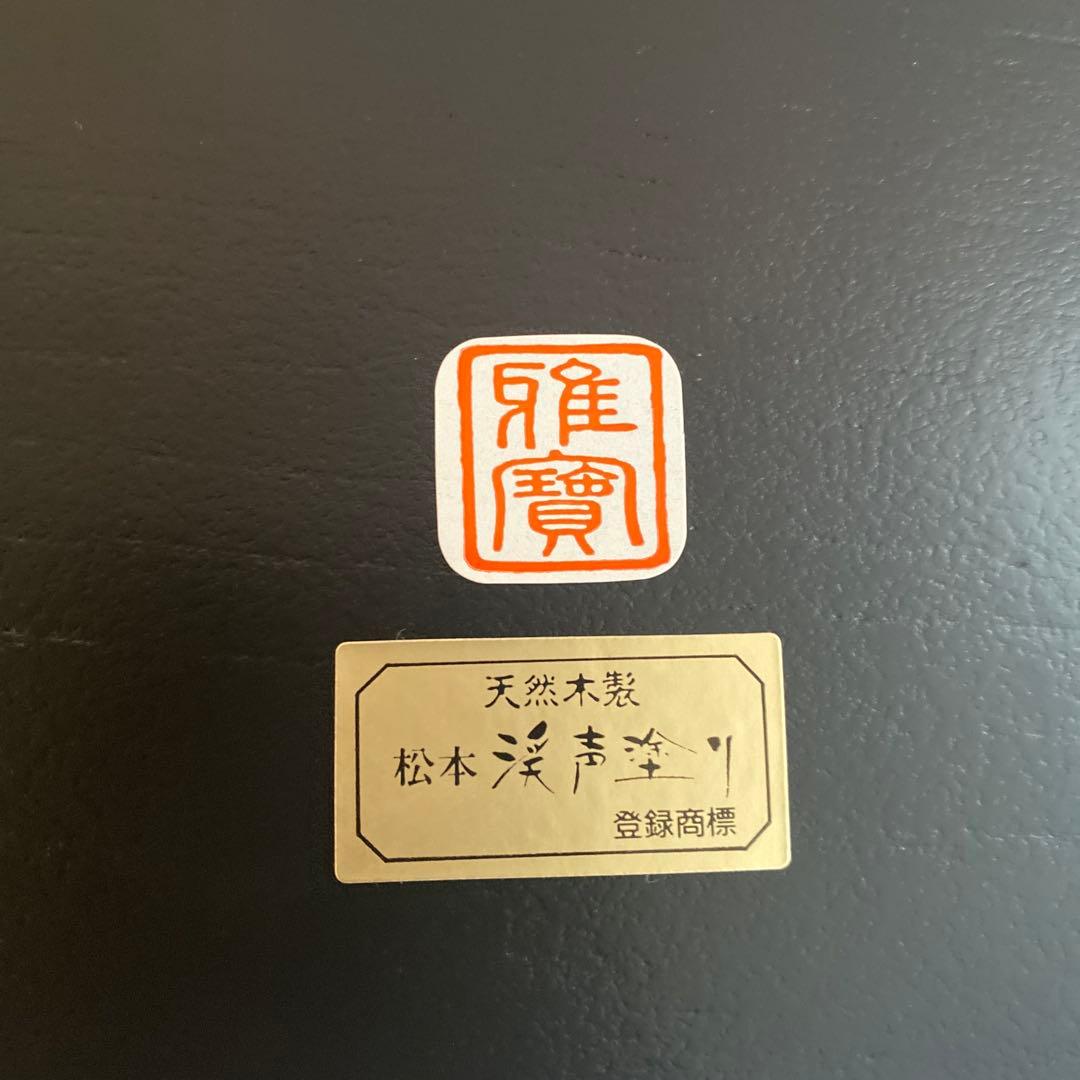 雅
寶
天然木製
松本 渓声塗り
登録商標